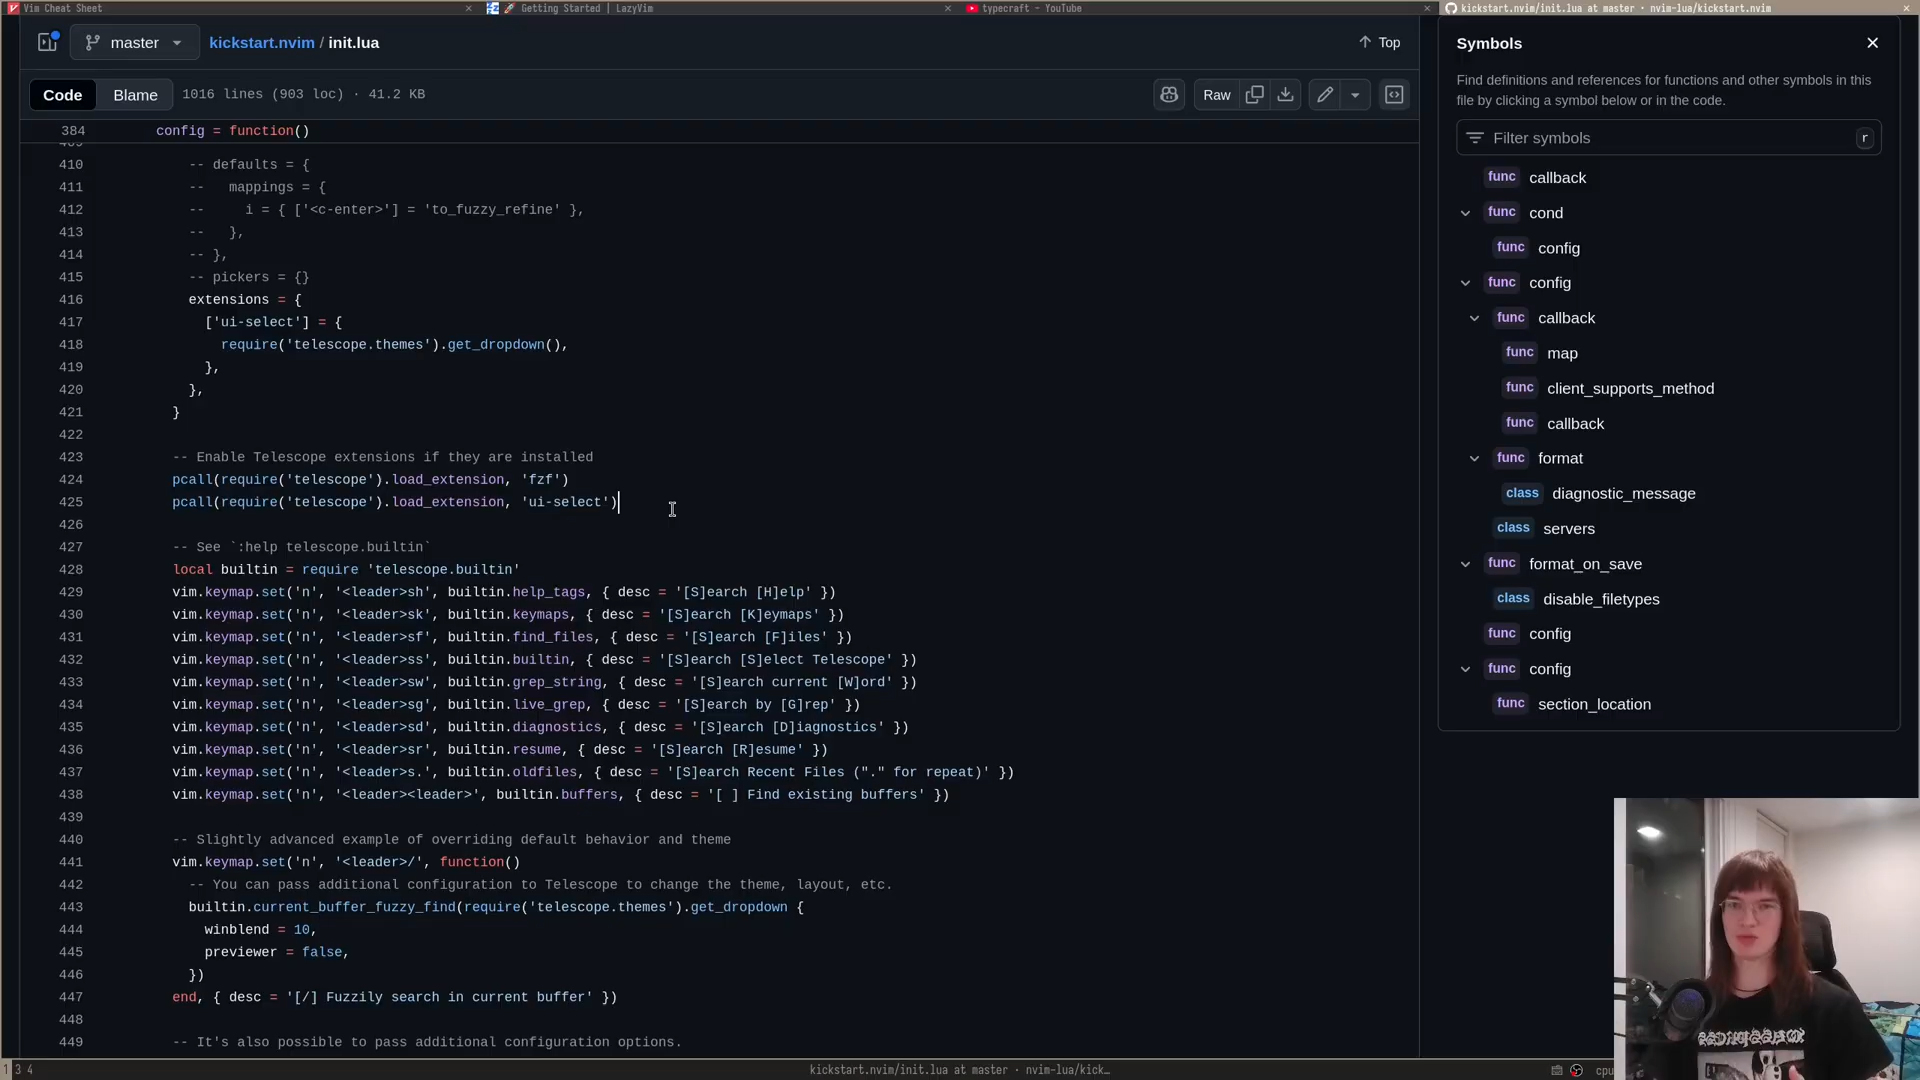 Vim Cheat Sheet
Getting Started | LazyVim
typecraft - YouTube
kickstart.nvim/init.lua at master · nvim-lua/kickstart.nvim
master
kickstart.nvim / init.lua
Top
Code
Blame
1016 lines (903 loc) · 41.2 KB
Raw
384 config = function()
410 -- defaults = {
411 --   mappings = {
412 --     i = { ['<c-enter>'] = 'to_fuzzy_refine' },
413 --   },
414 -- },
415 -- pickers = {}
416 extensions = {
417 ['ui-select'] = {
418 require('telescope.themes').get_dropdown(),
419 },
420 },
421 }
422
423 -- Enable Telescope extensions if they are installed
424 pcall(require('telescope').load_extension, 'fzf')
425 pcall(require('telescope').load_extension, 'ui-select')
426
427 -- See `:help telescope.builtin`
428 local builtin = require 'telescope.builtin'
429 vim.keymap.set('n', '<leader>sh', builtin.help_tags, { desc = '[S]earch [H]elp' })
430 vim.keymap.set('n', '<leader>sk', builtin.keymaps, { desc = '[S]earch [K]eymaps' })
431 vim.keymap.set('n', '<leader>sf', builtin.find_files, { desc = '[S]earch [F]iles' })
432 vim.keymap.set('n', '<leader>ss', builtin.builtin, { desc = '[S]earch [S]elect Telescope' })
433 vim.keymap.set('n', '<leader>sw', builtin.grep_string, { desc = '[S]earch current [W]ord' })
434 vim.keymap.set('n', '<leader>sg', builtin.live_grep, { desc = '[S]earch by [G]rep' })
435 vim.keymap.set('n', '<leader>sd', builtin.diagnostics, { desc = '[S]earch [D]iagnostics' })
436 vim.keymap.set('n', '<leader>sr', builtin.resume, { desc = '[S]earch [R]esume' })
437 vim.keymap.set('n', '<leader>s.', builtin.oldfiles, { desc = '[S]earch Recent Files ("." for repeat)' })
438 vim.keymap.set('n', '<leader><leader>', builtin.buffers, { desc = '[ ] Find existing buffers' })
439
440 -- Slightly advanced example of overriding default behavior and theme
441 vim.keymap.set('n', '<leader>/', function()
442 -- You can pass additional configuration to Telescope to change the theme, layout, etc.
443 builtin.current_buffer_fuzzy_find(require('telescope.themes').get_dropdown {
444 winblend = 10,
445 previewer = false,
446 })
447 end, { desc = '[/] Fuzzily search in current buffer' })
448
449 -- It's also possible to pass additional configuration options.
Symbols
Find definitions and references for functions and other symbols in this
file by clicking a symbol below or in the code.
Filter symbols r
func callback
func cond
func config
func config
func callback
func map
func client_supports_method
func callback
func format
class diagnostic_message
class servers
func format_on_save
class disable_filetypes
func config
func config
func section_location
1 3 4
kickstart.nvim/init.lua at master · nvim-lua/kick…
cpu